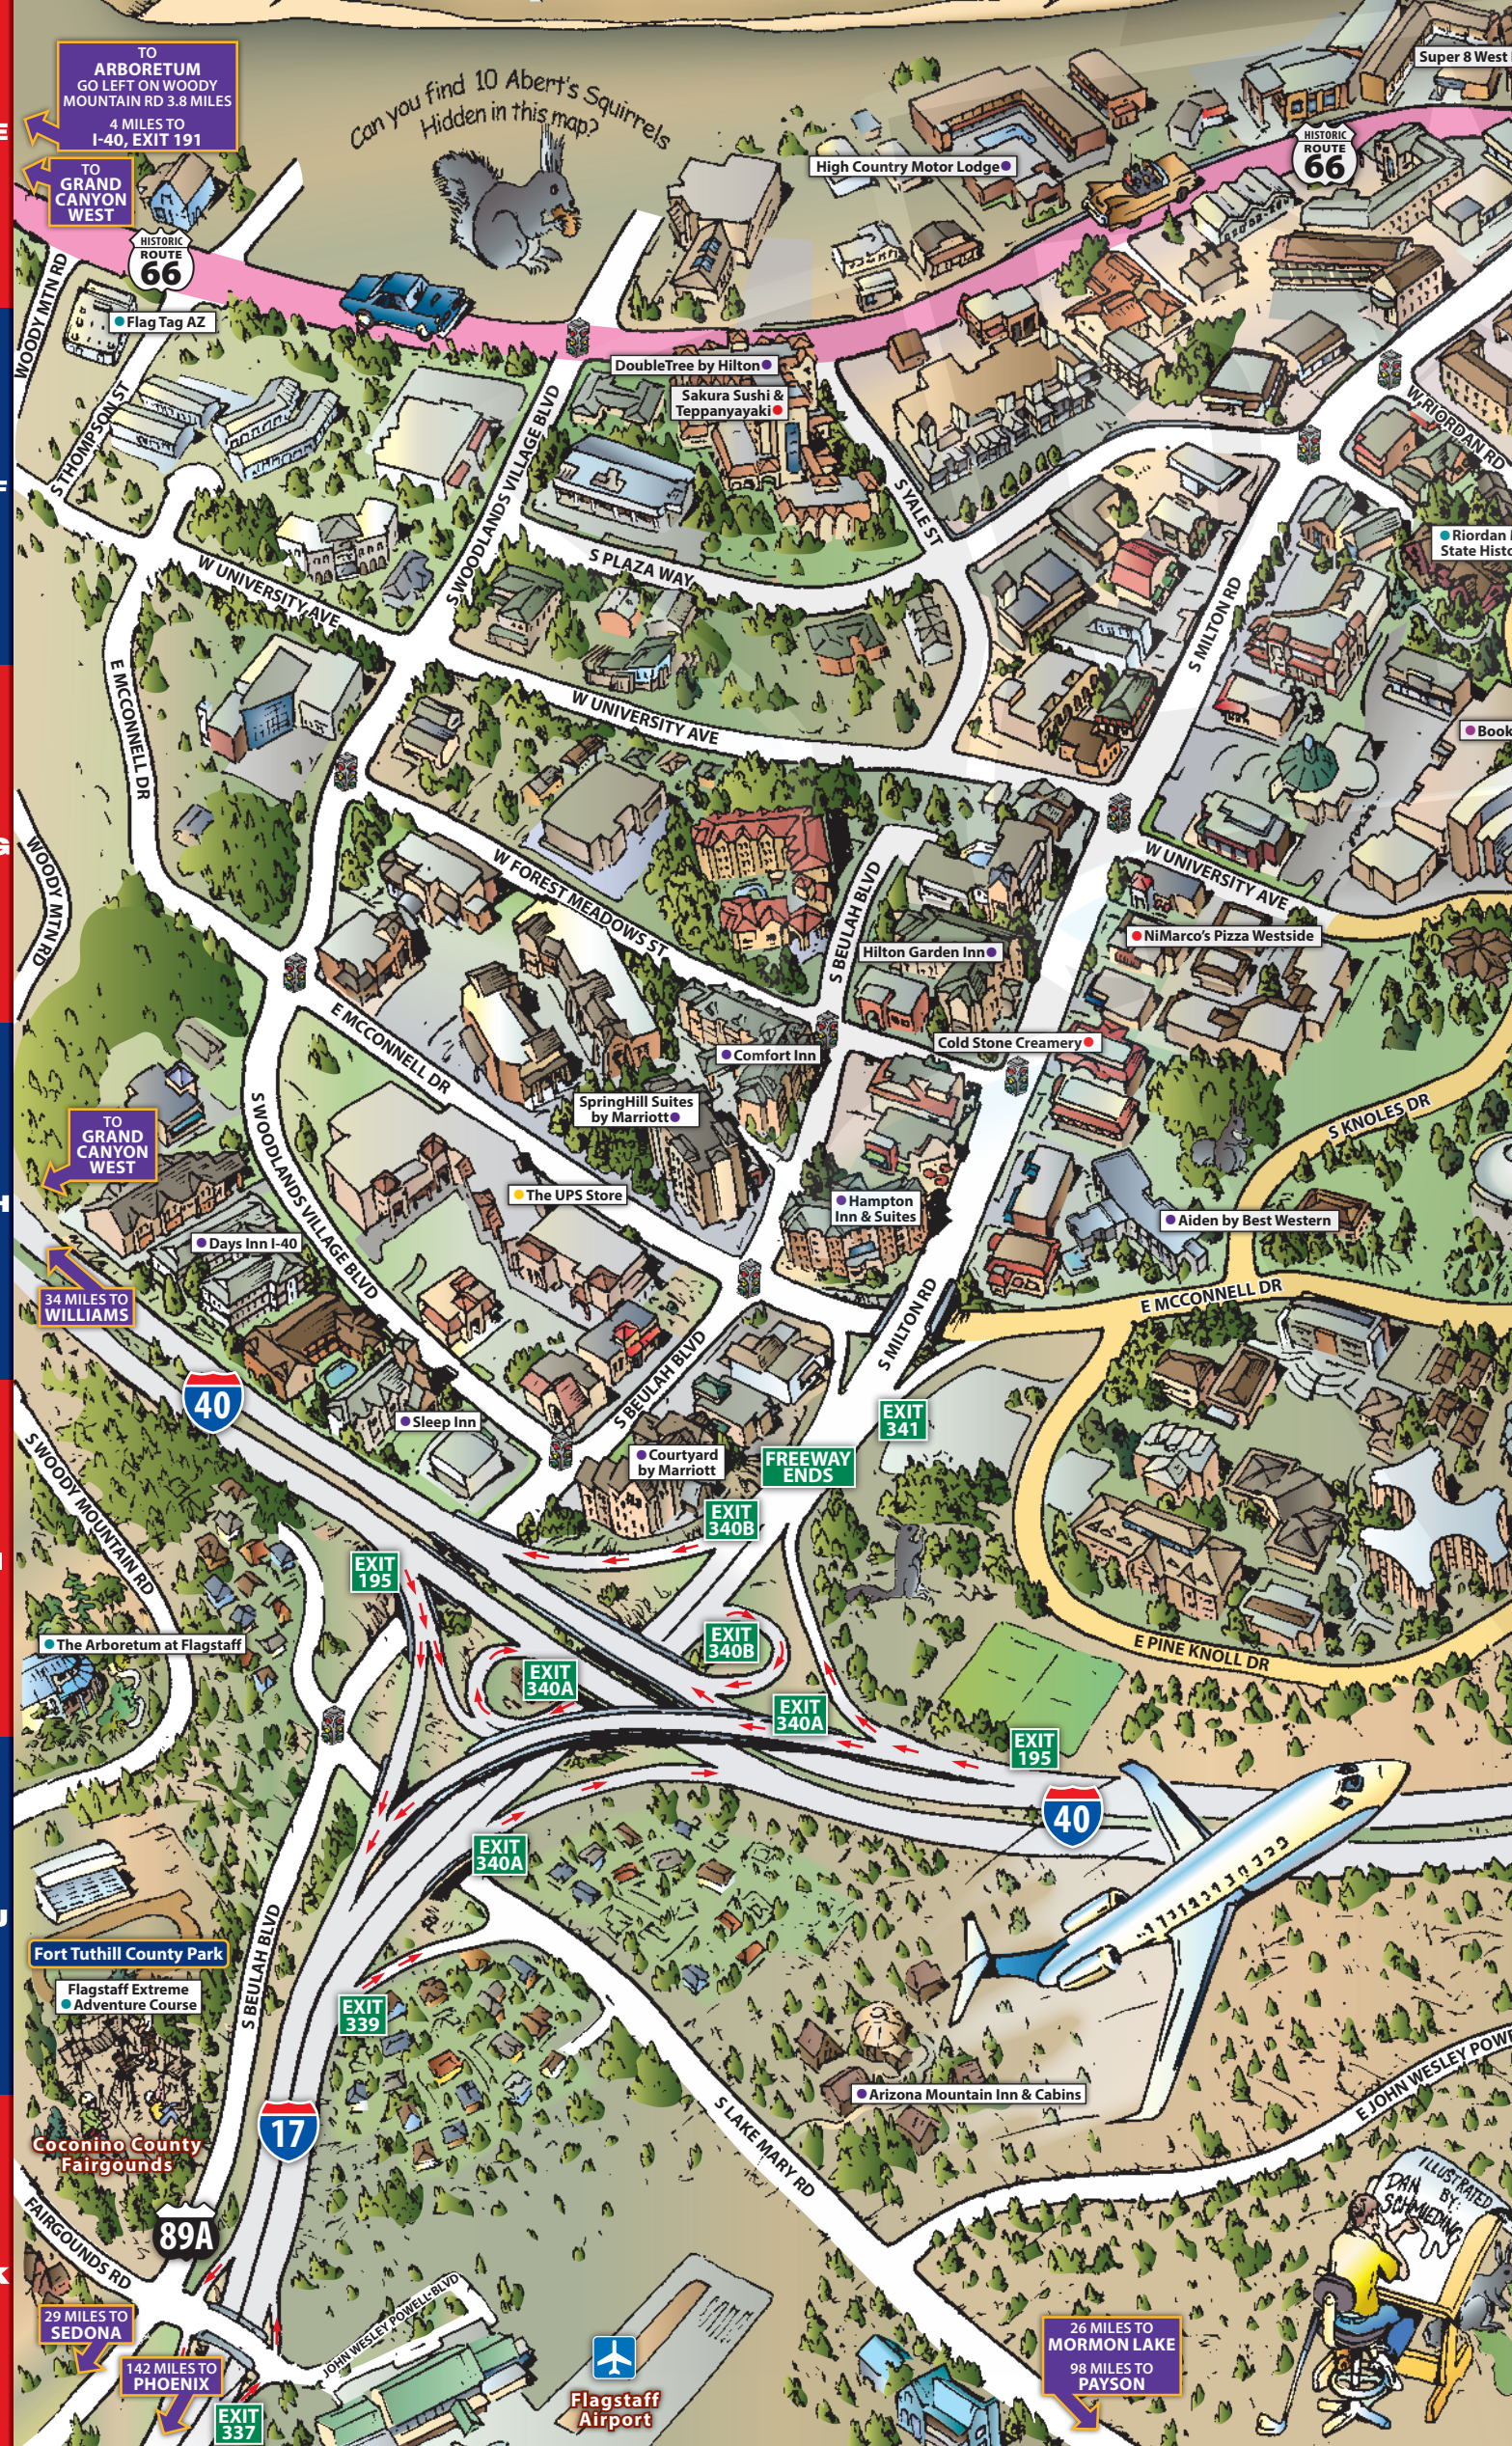 TO
ARBORETUM
GO LEFT ON WOODY
MOUNTAIN RD 3.8 MILES
4 MILES TO
I-40, EXIT 191
TO
GRAND
CANYON
WEST
Can you find 10 Abert's Squirrels
Hidden in this map?
Super 8 West
High Country Motor Lodge
HISTORIC
ROUTE
66
HISTORIC
ROUTE
66
WOODY MTN RD
Flag Tag AZ
DoubleTree by Hilton
Sakura Sushi &
Teppanyayaki
S THOMPSON ST
S WOODLANDS VILLAGE BLVD
W RIORDAN RD
S YALE ST
S PLAZA WAY
Riordan
State Histo
W UNIVERSITY AVE
S MILTON RD
E MCCONNELL DR
W UNIVERSITY AVE
Book
WOODY MTN RD
W FOREST MEADOWS ST
S BEULAH BLVD
W UNIVERSITY AVE
NiMarco's Pizza Westside
Hilton Garden Inn
E MCCONNELL DR
Cold Stone Creamery
Comfort Inn
SpringHill Suites
by Marriott
S KNOLES DR
TO
GRAND
CANYON
WEST
S WOODLANDS VILLAGE BLVD
The UPS Store
Hampton
Inn & Suites
Aiden by Best Western
Days Inn I-40
34 MILES TO
WILLIAMS
E MCCONNELL DR
S MILTON RD
40
S BEULAH BLVD
Sleep Inn
EXIT
341
Courtyard
by Marriott
FREEWAY
ENDS
S WOODY MOUNTAIN RD
EXIT
340B
EXIT
195
The Arboretum at Flagstaff
EXIT
340B
E PINE KNOLL DR
EXIT
340A
EXIT
340A
EXIT
195
40
EXIT
340A
Fort Tuthill County Park
Flagstaff Extreme
Adventure Course
S BEULAH BLVD
EXIT
339
Arizona Mountain Inn & Cabins
E JOHN WESLEY POWE
17
S LAKE MARY RD
Coconino County
Fairgounds
ILLUSTRATED
BY:
DAN
SCHMIEDING
FAIRGOUNDS RD
89A
29 MILES TO
SEDONA
JOHN WESLEY POWELL BLVD
142 MILES TO
PHOENIX
EXIT
337
Flagstaff
Airport
26 MILES TO
MORMON LAKE
98 MILES TO
PAYSON